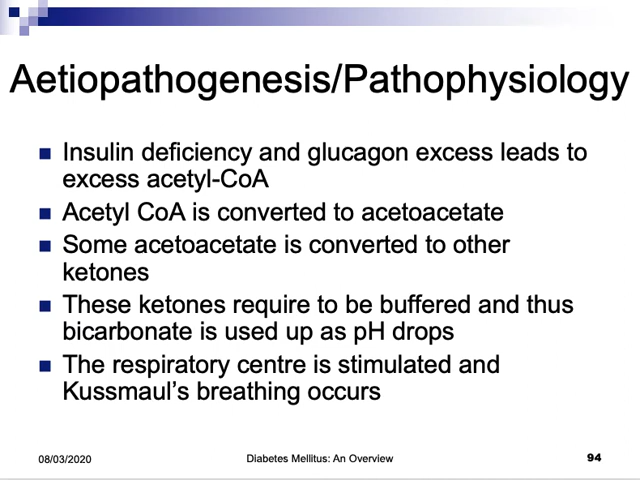 Aetiopathogenesis/Pathophysiology
Insulin deficiency and glucagon excess leads to
excess acetyl-CoA
Acetyl CoA is converted to acetoacetate
Some acetoacetate is converted to other
ketones
These ketones require to be buffered and thus
bicarbonate is used up as pH drops
The respiratory centre is stimulated and
Kussmaul's breathing occurs
08/03/2020 Diabetes Mellitus: An Overview 94